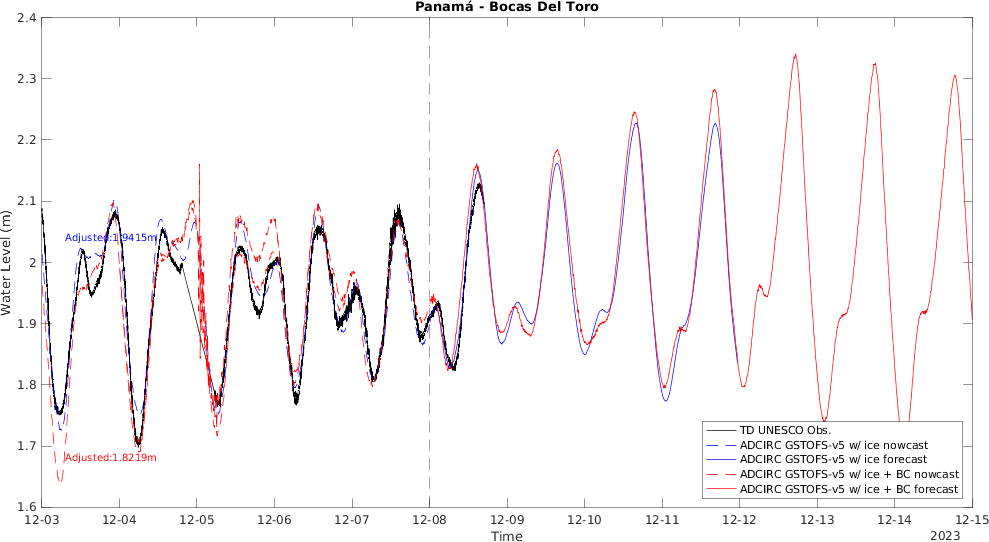 Panamá - Bocas Del Toro
2.4
2.3
2.2
2.1
2
1.9
1.8
1.7
1.6
Water Level (m)
Adjusted:1.9415m
Adjusted:1.8219m
TD UNESCO Obs.
ADCIRC GSTOFS-v5 w/ ice nowcast
ADCIRC GSTOFS-v5 w/ ice forecast
ADCIRC GSTOFS-v5 w/ ice + BC nowcast
ADCIRC GSTOFS-v5 w/ ice + BC forecast
12-03 12-04 12-05 12-06 12-07 12-08 12-09 12-10 12-11 12-12 12-13 12-14 12-15
Time
2023